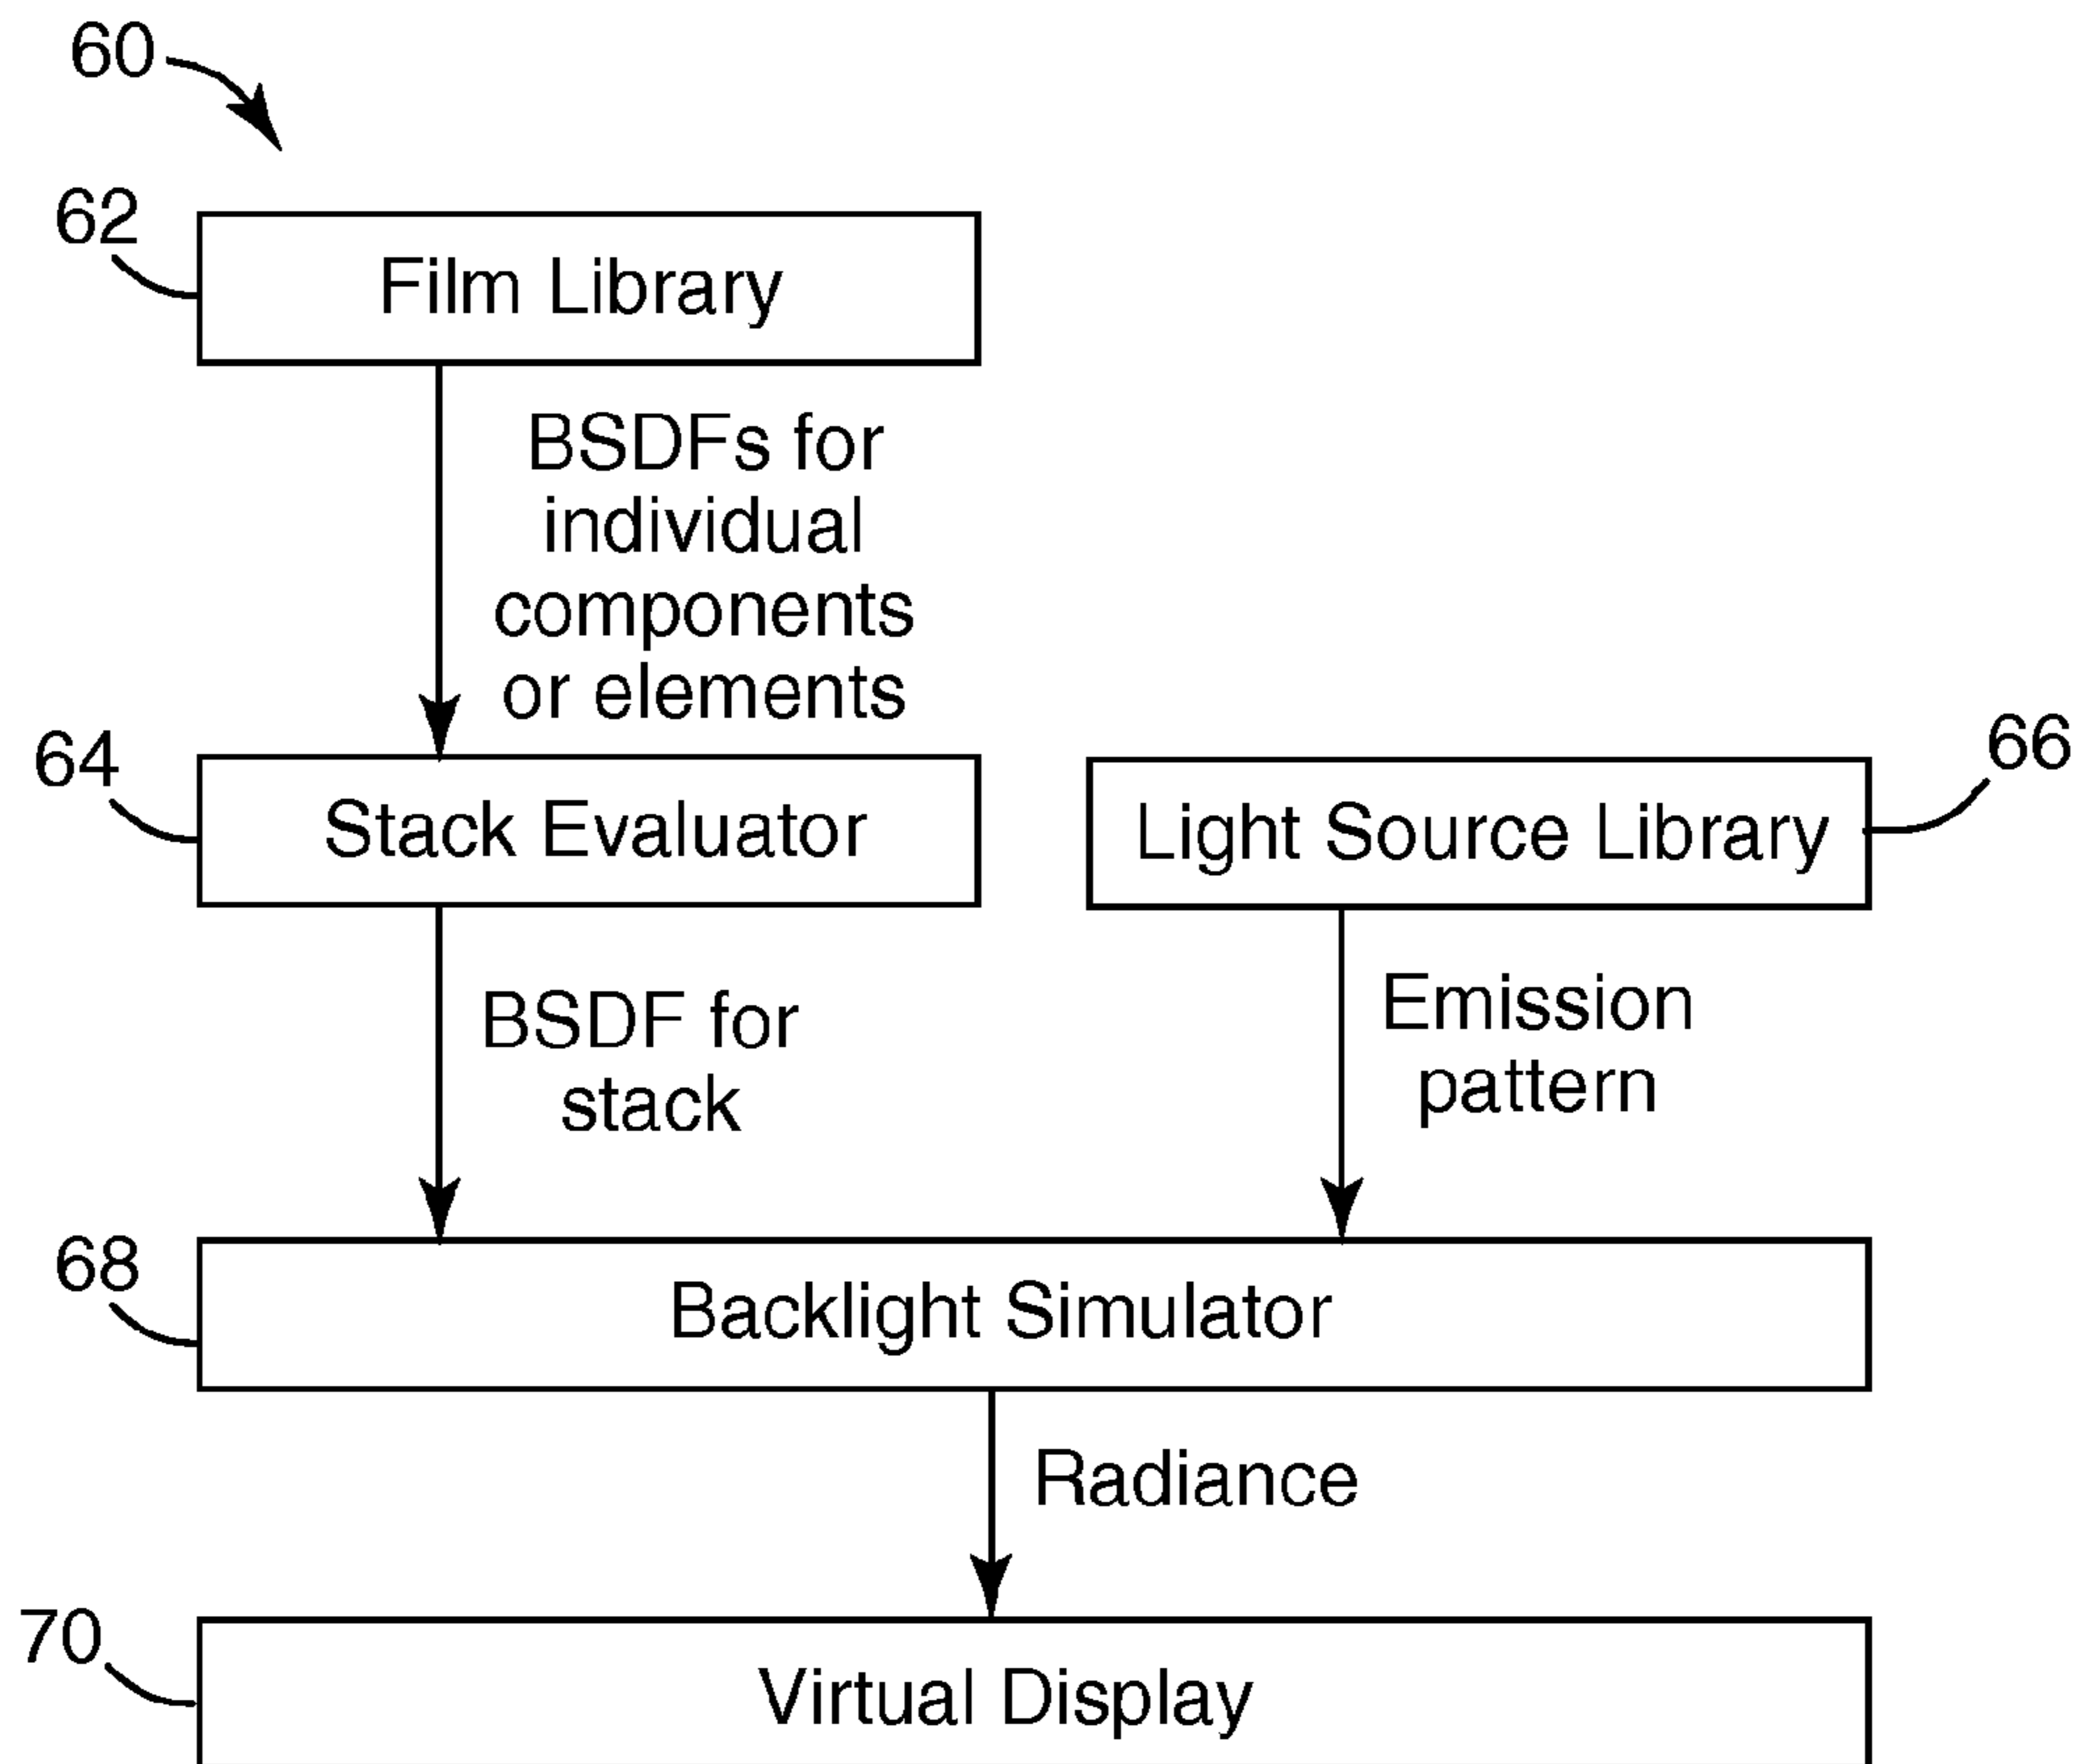 60
62
Film Library
BSDFs for
individual
components
or elements
64
Stack Evaluator
66
Light Source Library
BSDF for
stack
Emission
pattern
68
Backlight Simulator
Radiance
70
Virtual Display